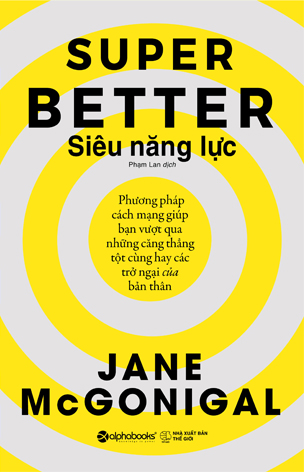 SUPER
BETTER
Siêu năng lực
Phạm Lan dịch
Phương pháp
cách mạng giúp
bạn vượt qua
những căng thẳng
tột cùng hay các
trở ngại của
bản thân
JANE
McGONIGAL
alphabooks
NHÀ XUẤT BẢN
THẾ GIỚI